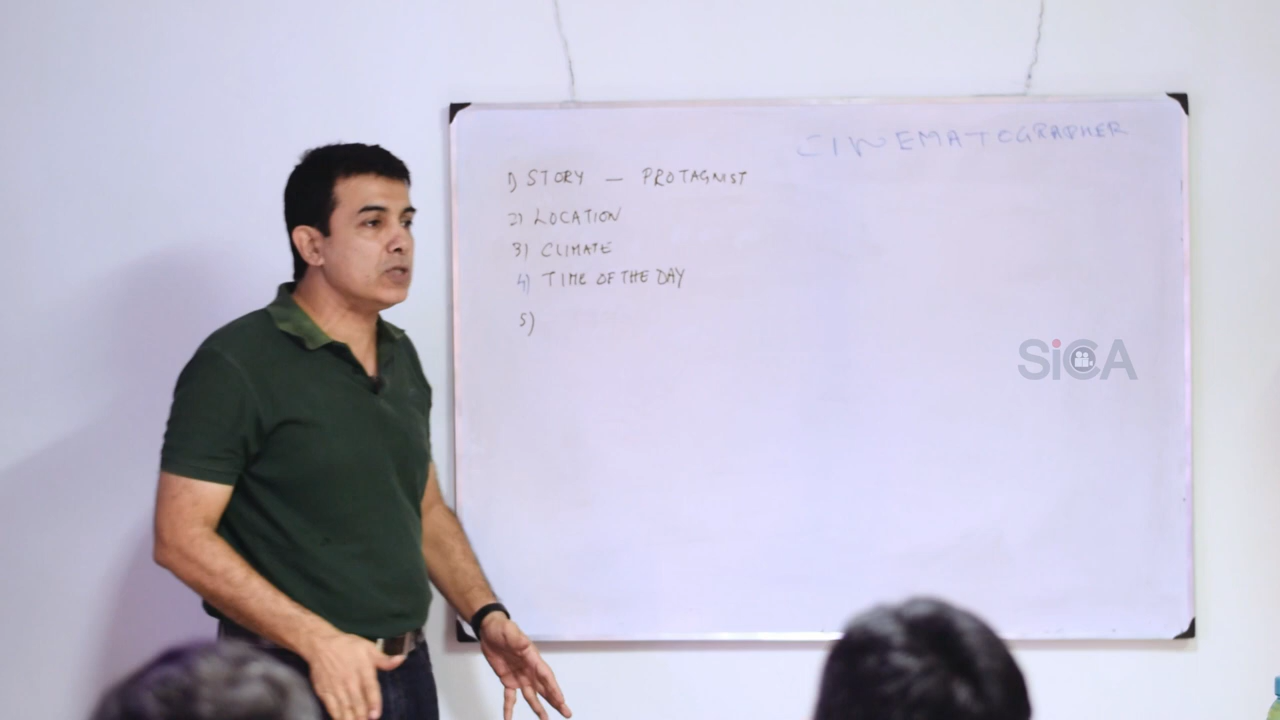 CINEMATOGRAPHER
1) STORY — PROTAGNIST
2) LOCATION
3) CLIMATE
4) TIME OF THE DAY
5)
SiCA